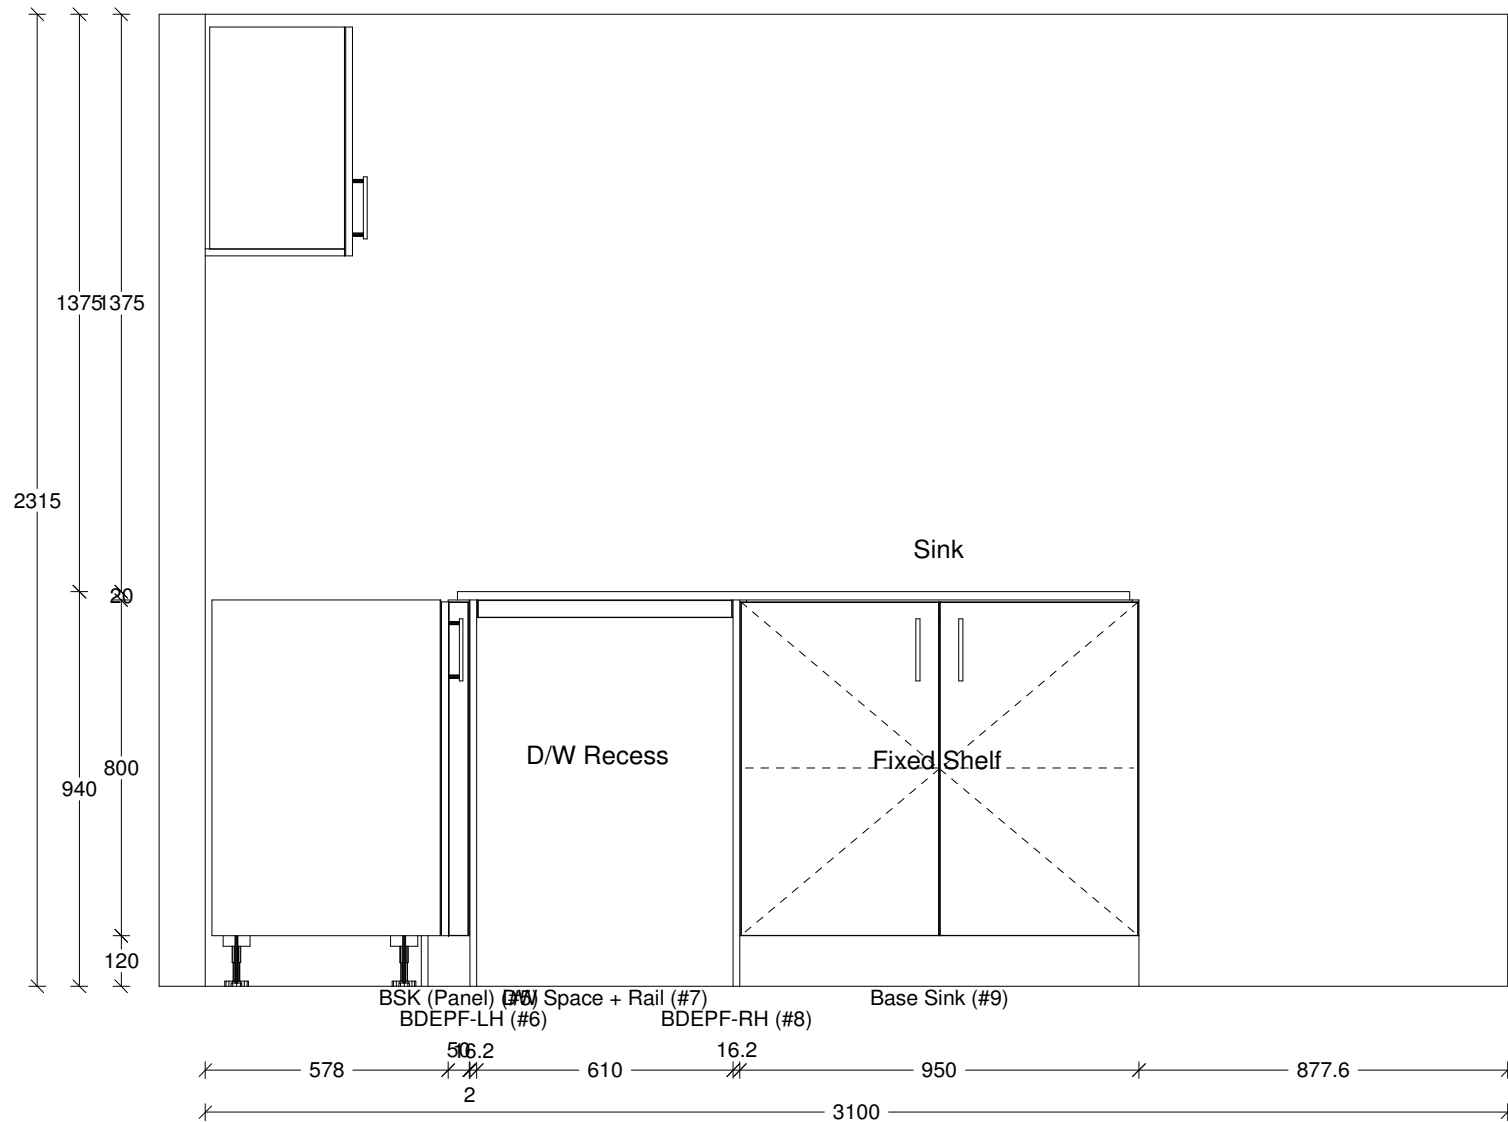 1375
1375
2315
Sink
20
D/W Recess
Fixed Shelf
800
940
120
BSK (Panel) (#5)
D/W Space + Rail (#7)
Base Sink (#9)
BDEPF-LH (#6)
BDEPF-RH (#8)
50
16.2
16.2
578
610
950
877.6
2
3100